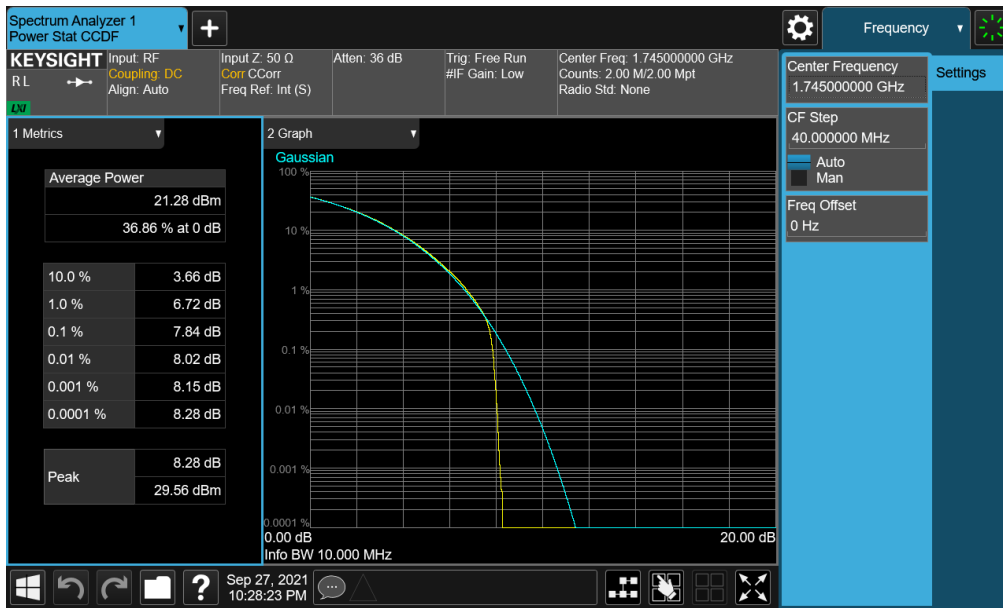 Spectrum Analyzer 1
Power Stat CCDF
+
Frequency
KEYSIGHT
R L
LXI
Input: RF
Coupling: DC
Align: Auto
Input Z: 50 Ω
Corr CCorr
Freq Ref: Int (S)
Atten: 36 dB
Trig: Free Run
#IF Gain: Low
Center Freq: 1.745000000 GHz
Counts: 2.00 M/2.00 Mpt
Radio Std: None
Center Frequency
1.745000000 GHz
Settings
CF Step
40.000000 MHz
Auto
Man
Freq Offset
0 Hz
1 Metrics
Average Power
21.28 dBm
36.86 % at 0 dB
10.0 % 3.66 dB
1.0 % 6.72 dB
0.1 % 7.84 dB
0.01 % 8.02 dB
0.001 % 8.15 dB
0.0001 % 8.28 dB
Peak
8.28 dB
29.56 dBm
2 Graph
Gaussian
100 %
10 %
1 %
0.1 %
0.01 %
0.001 %
0.0001 %
0.00 dB 20.00 dB
Info BW 10.000 MHz
?
Sep 27, 2021
10:28:23 PM